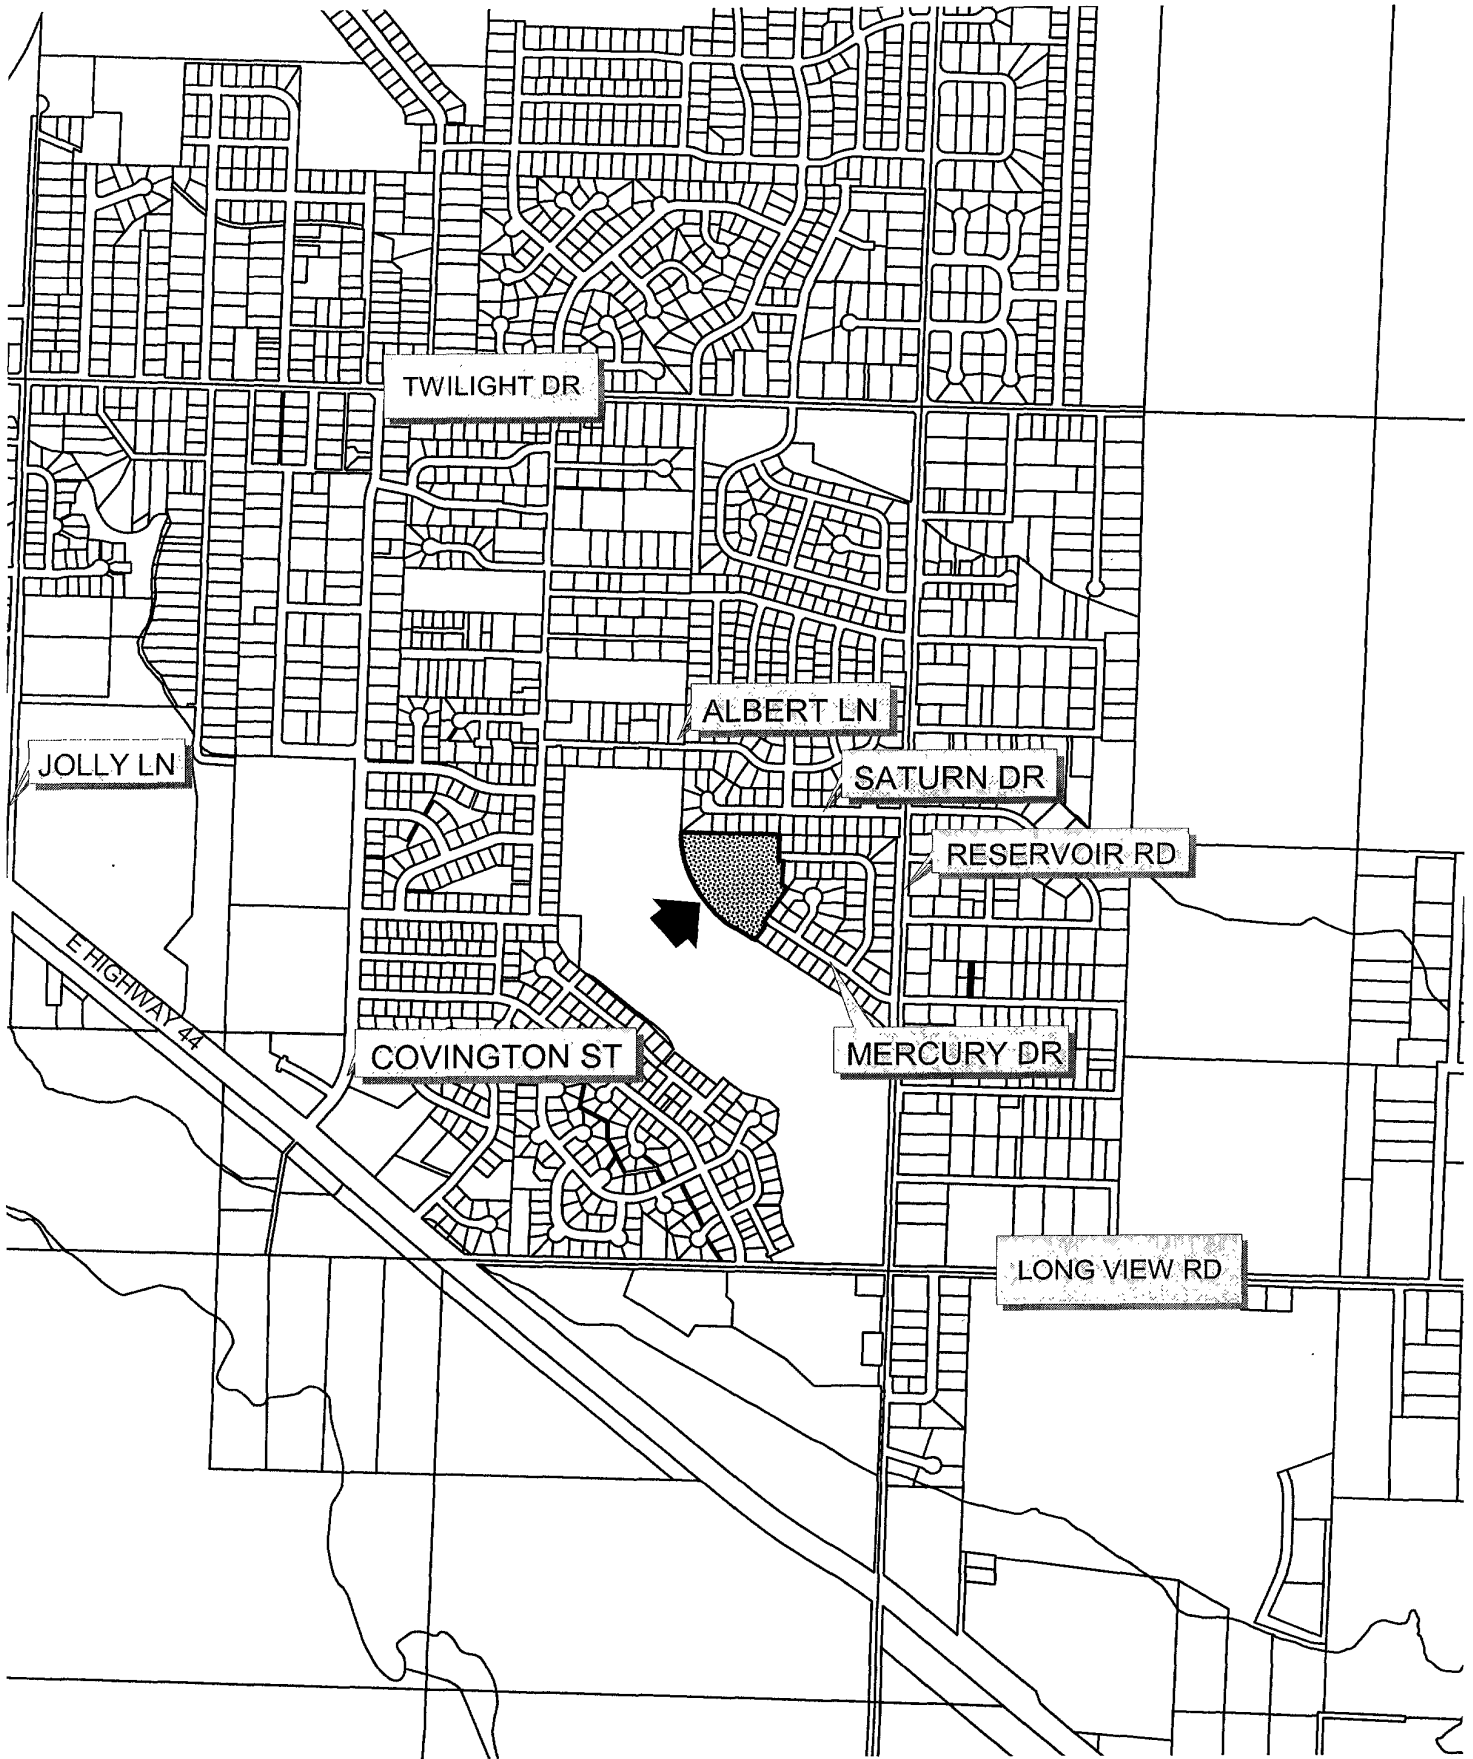 TWILIGHT DR
ALBERT LN
JOLLY LN
SATURN DR
RESERVOIR RD
E HIGHWAY 44
COVINGTON ST
MERCURY DR
LONG VIEW RD